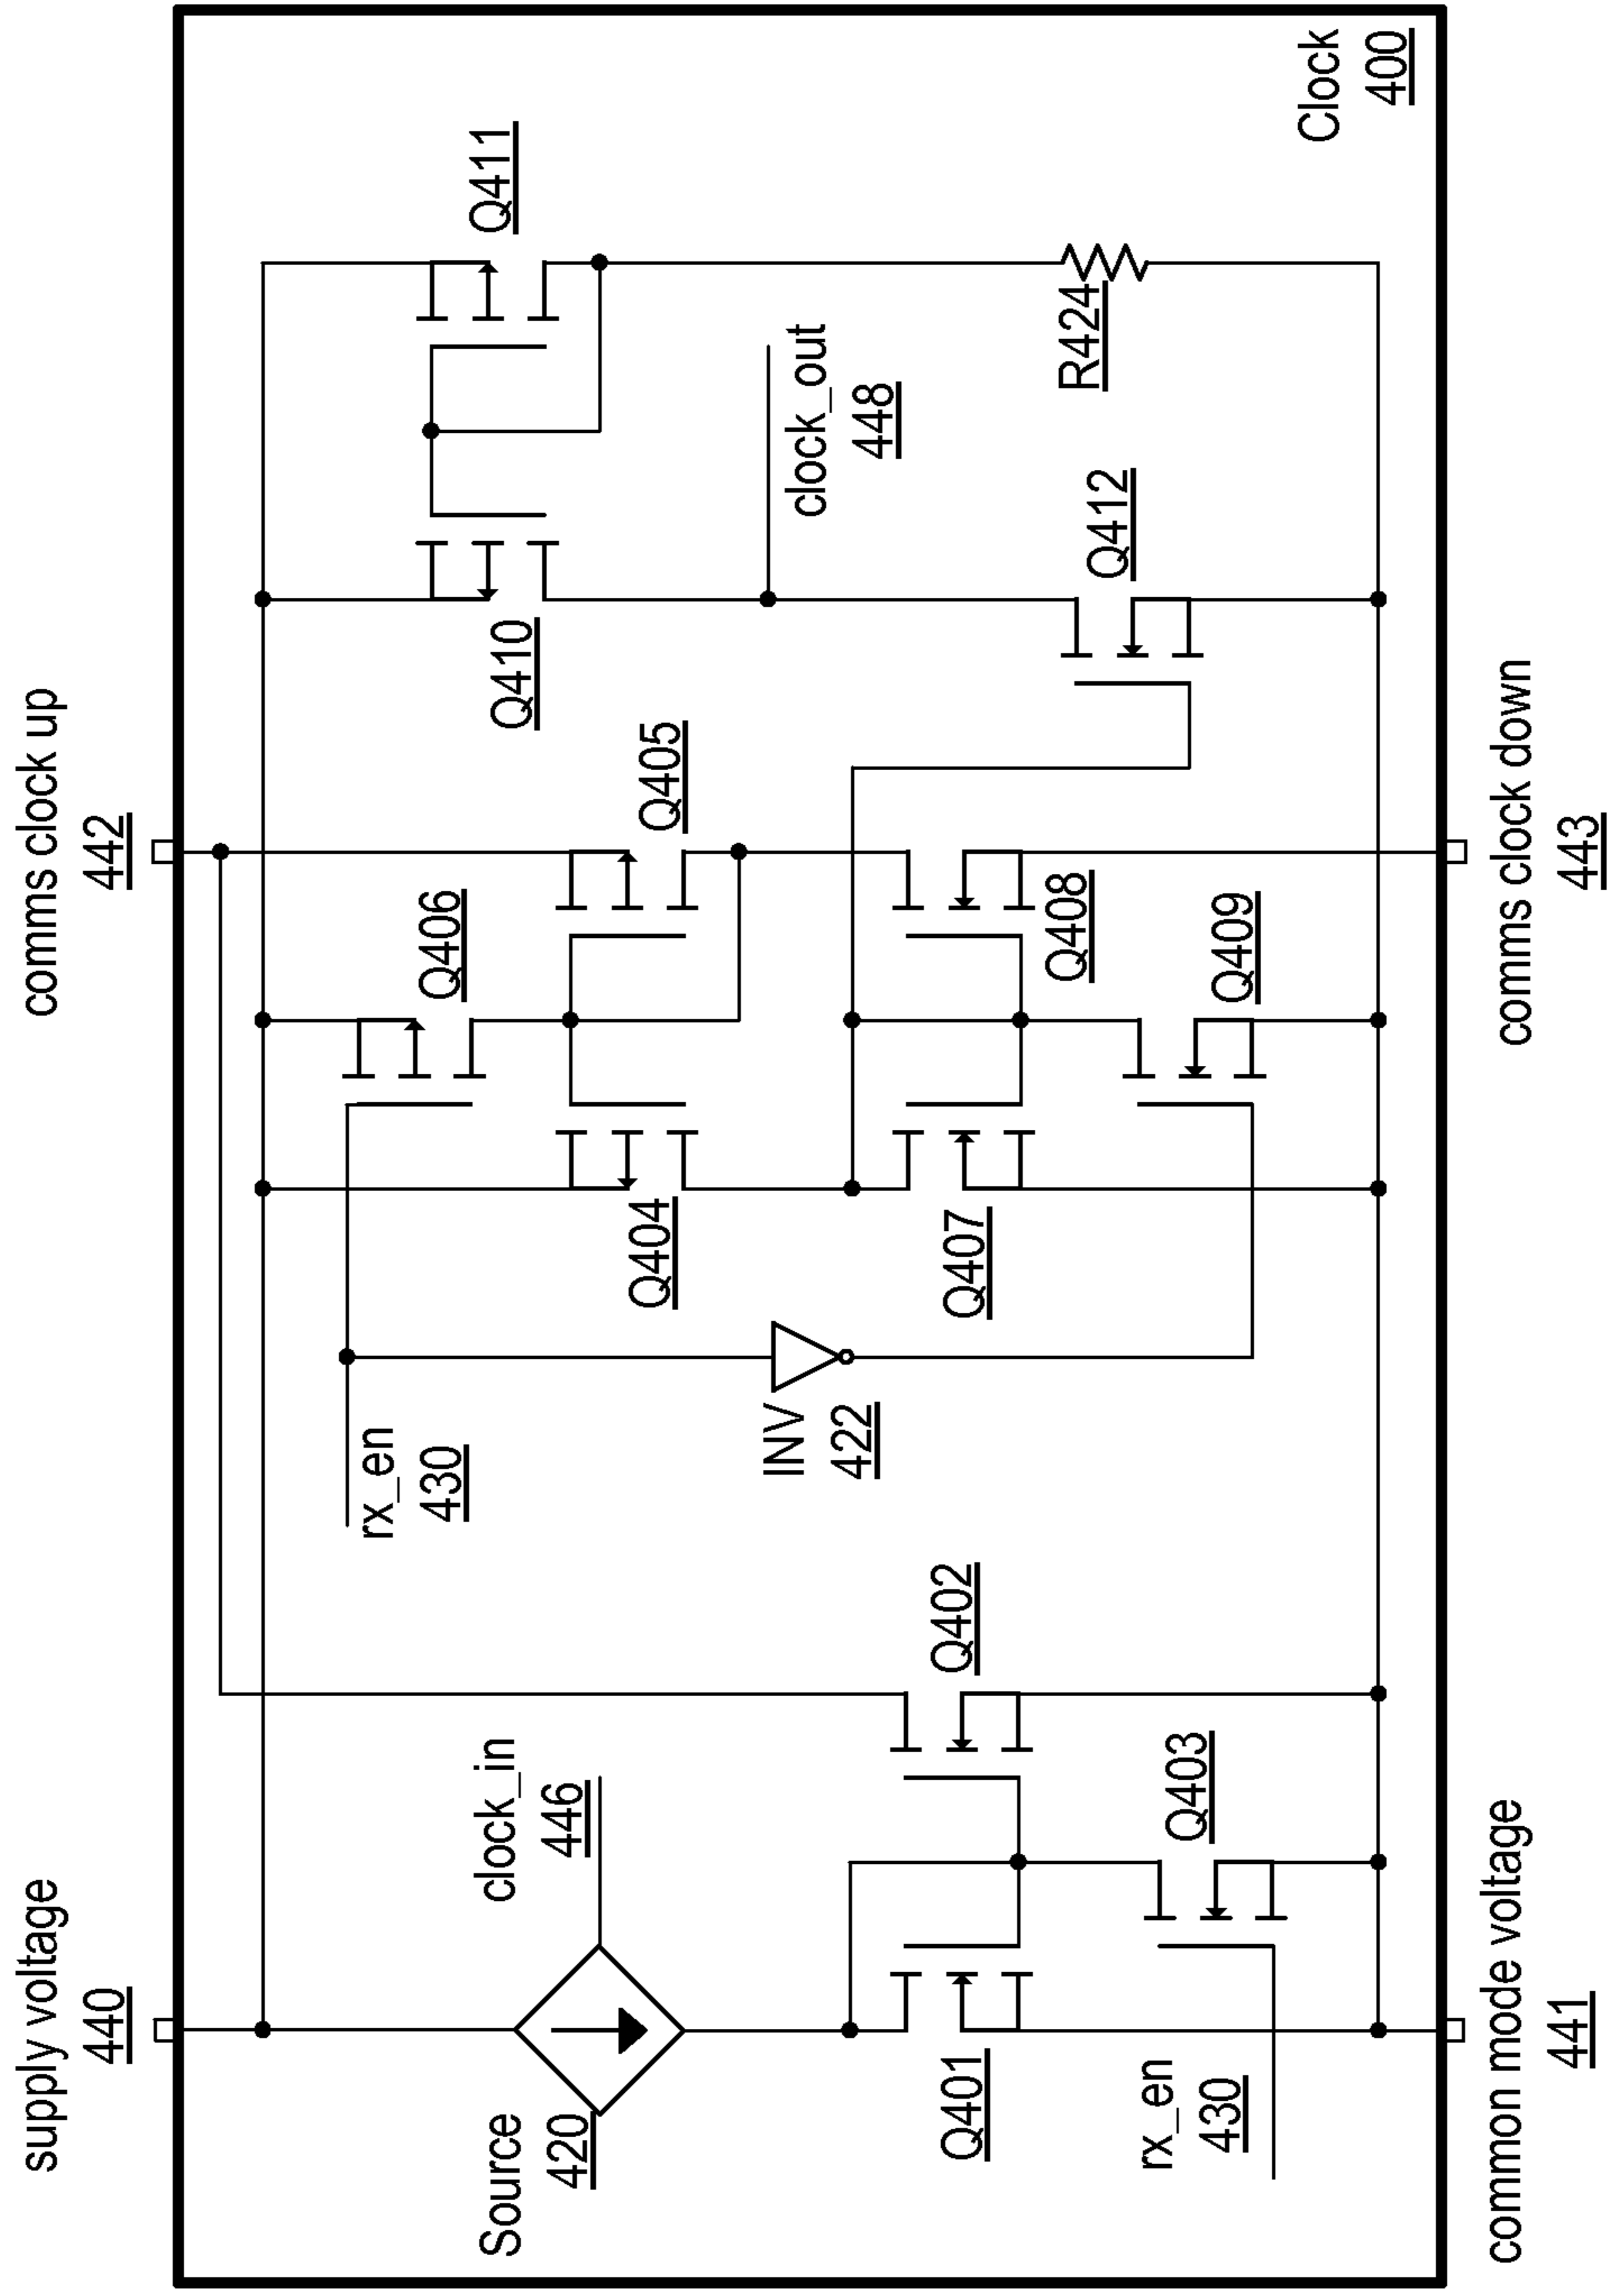 supply voltage
440
comms clock up
442
Source
420
clock_in
446
rx_en
430
Q406
Q405
Q410
Q411
Q404
INV
422
clock_out
448
Q401
Q402
Q407
Q408
Q412
R424
rx_en
430
Q403
Q409
Clock
400
common mode voltage
441
comms clock down
443